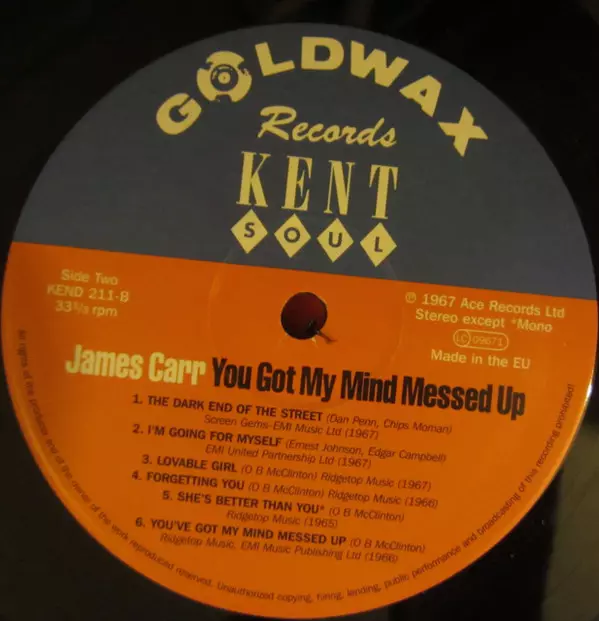 GOLDWAX
Records
KENT
SOUL
Side Two
KEND 211-B
33⅓ rpm
℗ 1967 Ace Records Ltd
Stereo except *Mono
LC 09671
Made in the EU
James Carr You Got My Mind Messed Up
1. THE DARK END OF THE STREET (Dan Penn, Chips Moman)
Screen Gems-EMI Music Ltd (1967)
2. I'M GOING FOR MYSELF (Ernest Johnson, Edgar Campbell)
EMI United Partnership Ltd (1967)
3. LOVABLE GIRL (O B McClinton) Ridgetop Music (1967)
4. FORGETTING YOU (O B McClinton) Ridgetop Music (1966)
5. SHE'S BETTER THAN YOU* (O B McClinton)
Ridgetop Music (1965)
6. YOU'VE GOT MY MIND MESSED UP (O B McClinton)
Ridgetop Music, EMI Music Publishing Ltd (1966)
All rights of the and of the owner of the work reproduced reserved. Unauthorized copying, hiring, lending, public performance and broadcasting of this recording prohibited!